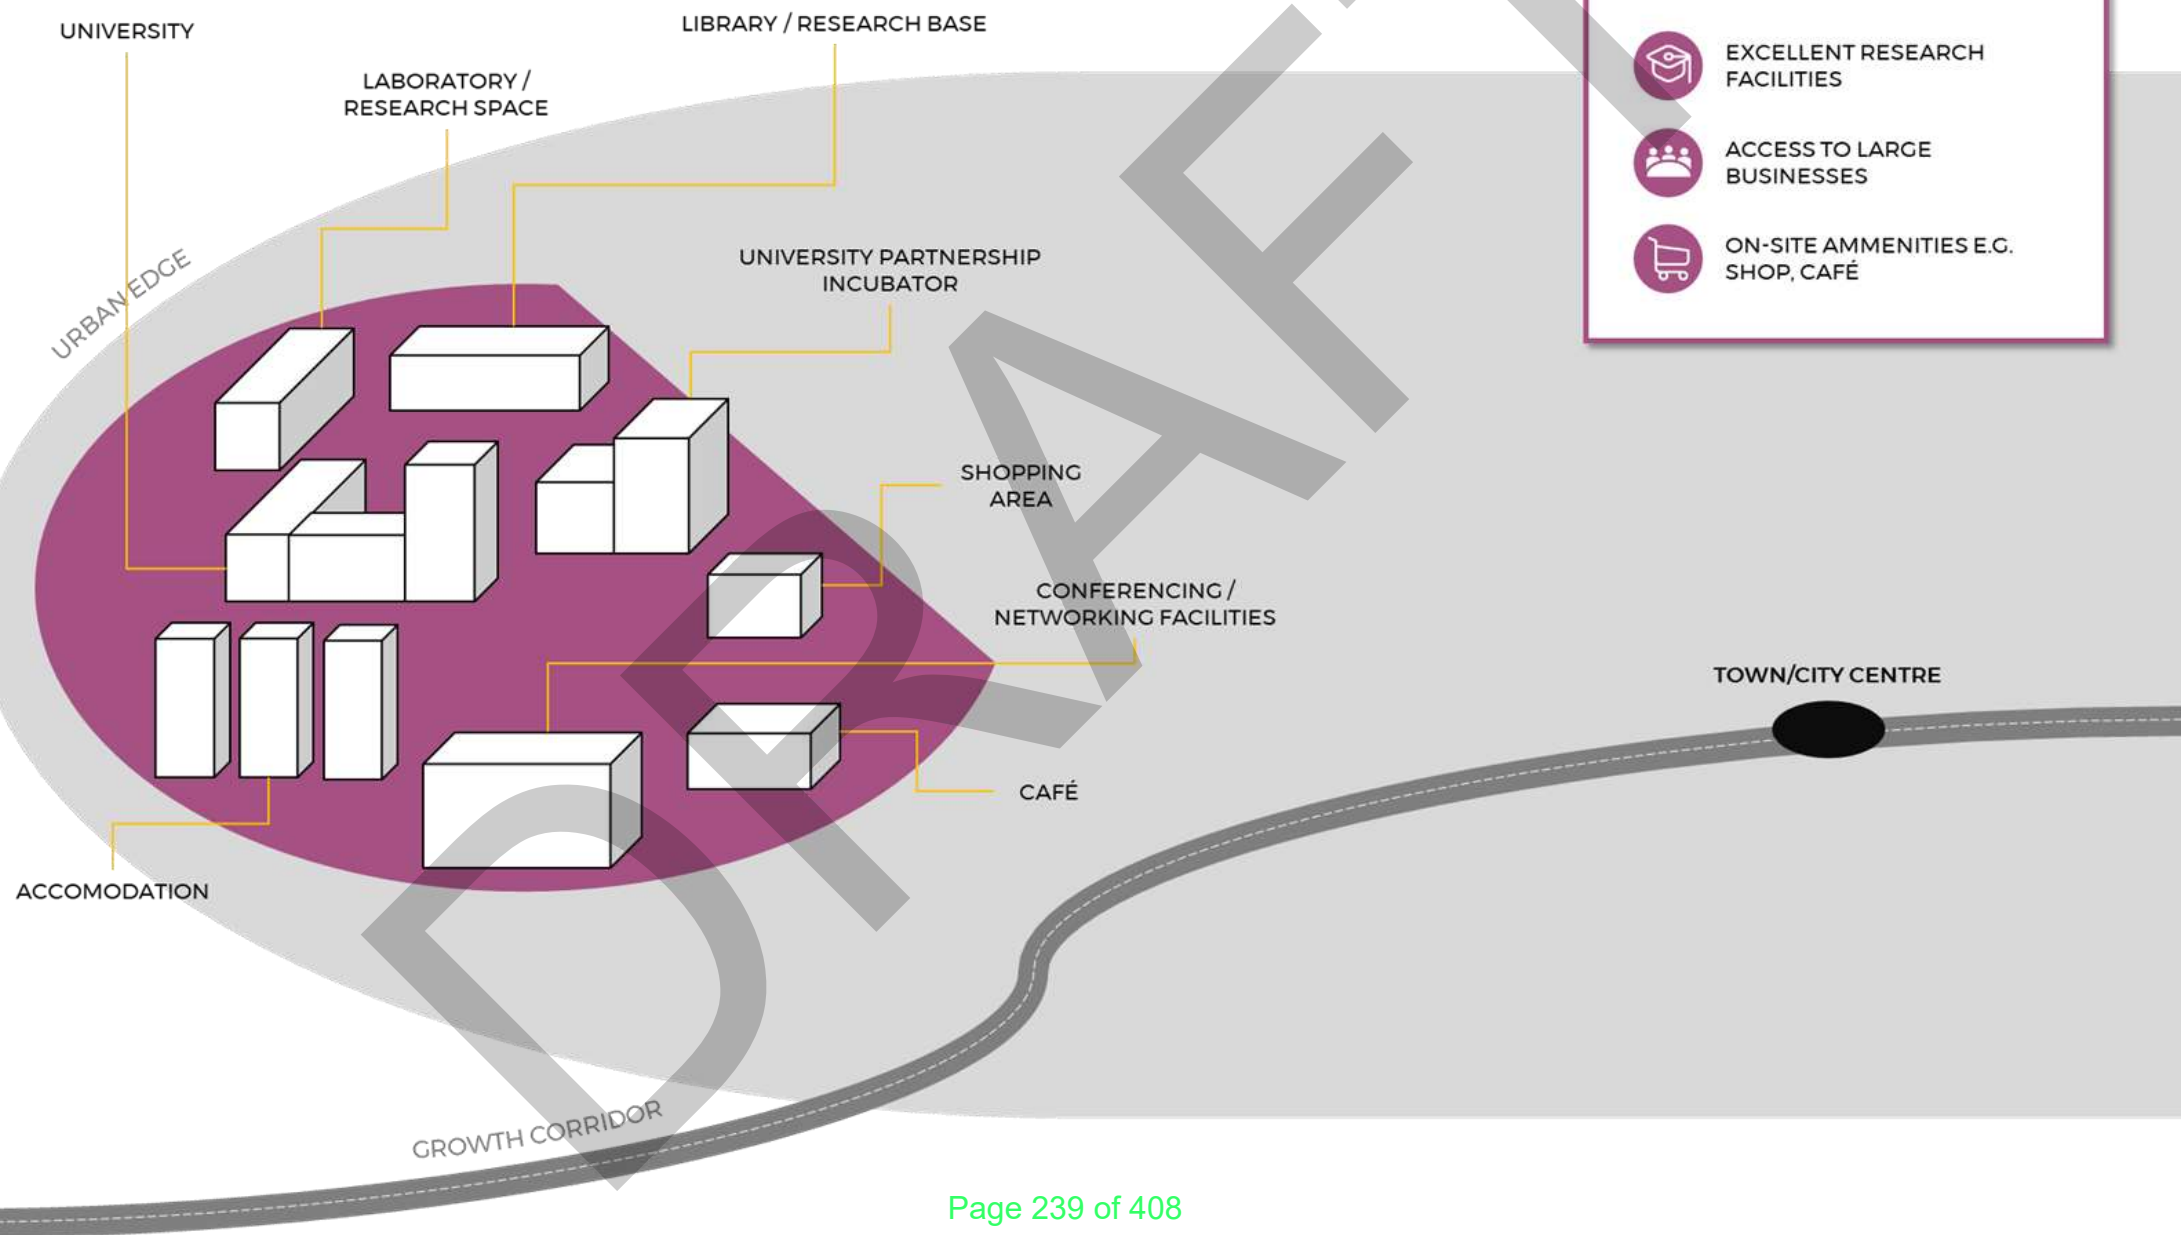 UNIVERSITY
LIBRARY / RESEARCH BASE
LABORATORY /
RESEARCH SPACE
EXCELLENT RESEARCH
FACILITIES
ACCESS TO LARGE
BUSINESSES
ON-SITE AMMENITIES E.G.
SHOP, CAFÉ
URBAN EDGE
UNIVERSITY PARTNERSHIP
INCUBATOR
SHOPPING
AREA
CONFERENCING /
NETWORKING FACILITIES
TOWN/CITY CENTRE
CAFÉ
ACCOMODATION
GROWTH CORRIDOR
DRAFT
Page 239 of 408